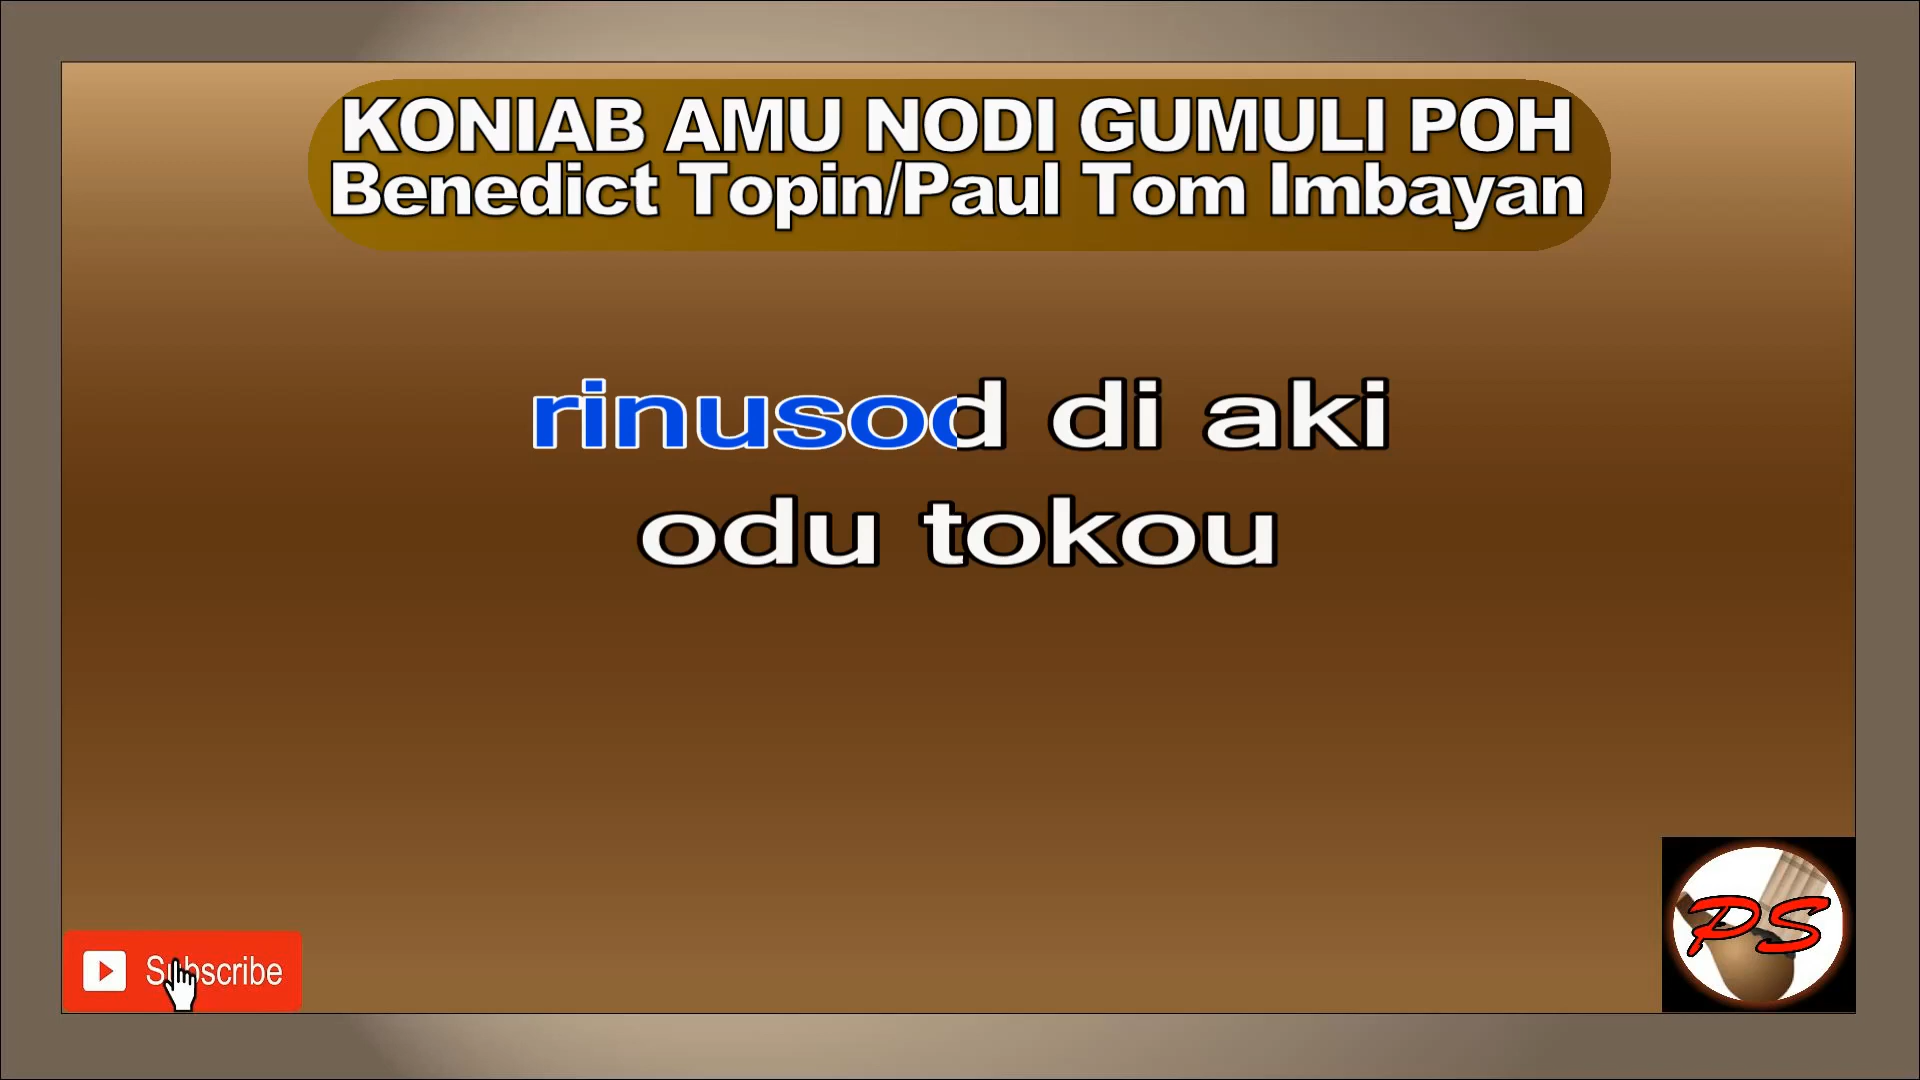 KONIAB AMU NODI GUMULI POH
Benedict Topin/Paul Tom Imbayan
rinusod di aki
odu tokou
Subscribe
PS